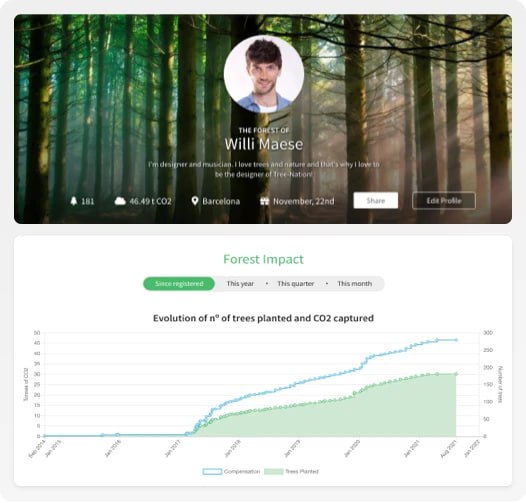 THE FOREST OF
Willi Maese
I'm designer and musician. I love trees and nature and that's why I love to
be the designer of Tree-Nation!
181
46.49 t CO2
Barcelona
November, 22nd
Share
Edit Profile
Forest Impact
Since registered
This year
•
This quarter
•
This month
Evolution of nº of trees planted and CO2 captured
50
45
40
35
30
25
20
15
10
5
0
Tonnes of CO2
300
250
200
150
100
50
0
Number of trees
Sep 2014
Jan 2015
Jan 2016
Jan 2017
Jan 2018
Jan 2019
Jan 2020
Jan 2021
Aug 2021
Jan 2022
Compensation
Trees Planted